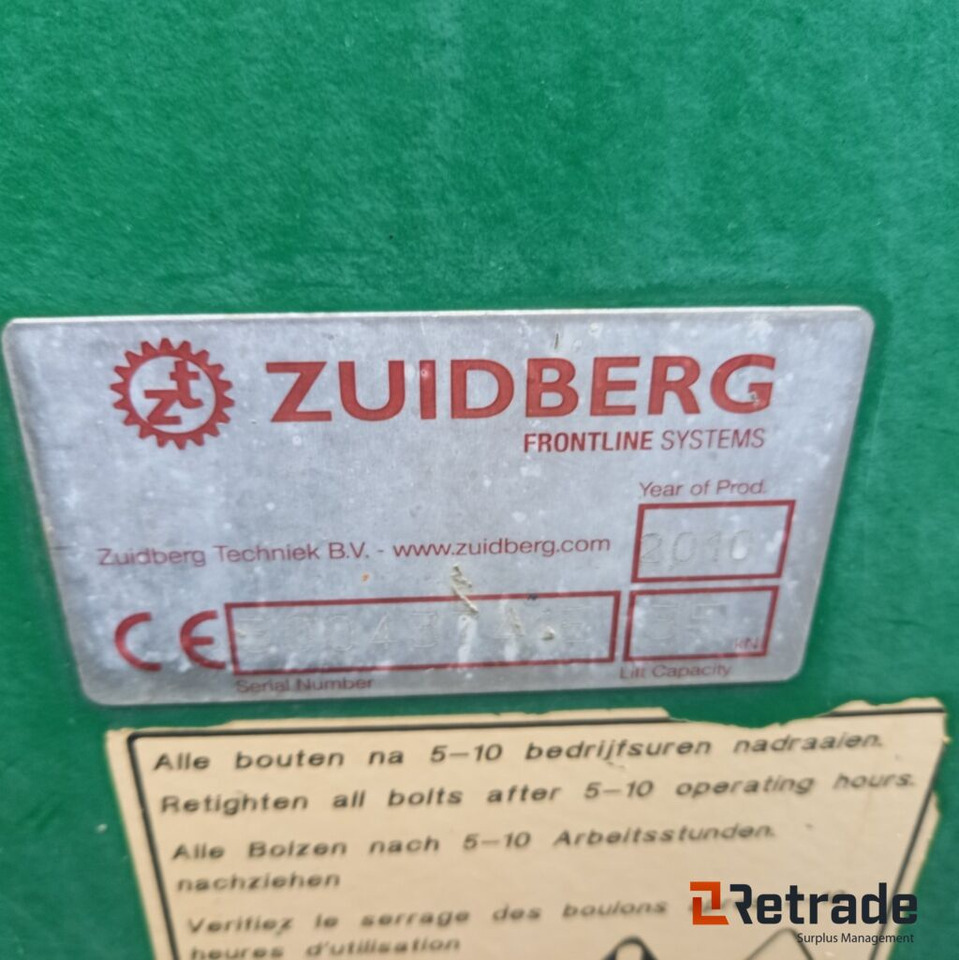 zt ZUIDBERG
FRONTLINE SYSTEMS
Year of Prod.
2010
Zuidberg Techniek B.V. - www.zuidberg.com
CE
kN
Serial Number
Lift Capacity
Alle bouten na 5-10 bedrijfsuren nadraaien.
Retighten all bolts after 5-10 operating hours.
Alle Bolzen nach 5-10 Arbeitsstunden.
nachziehen
Verifiez le serrage des boulons
heures d'utilisation
Retrade
Surplus Management